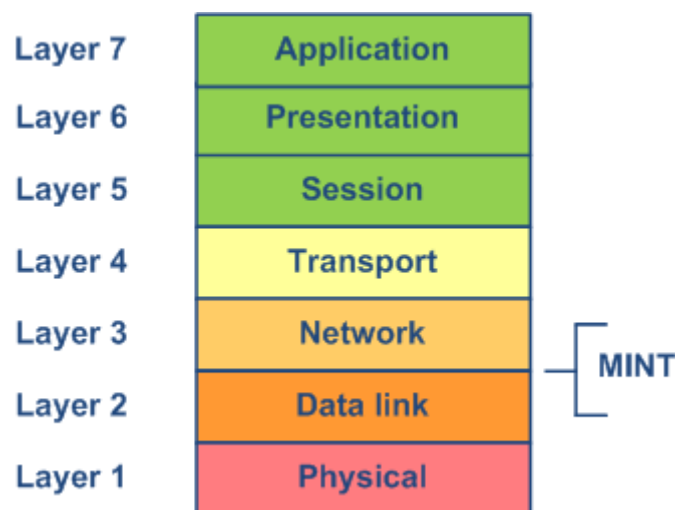 Layer 7 Application
Layer 6 Presentation
Layer 5 Session
Layer 4 Transport
Layer 3 Network
MINT
Layer 2 Data link
Layer 1 Physical